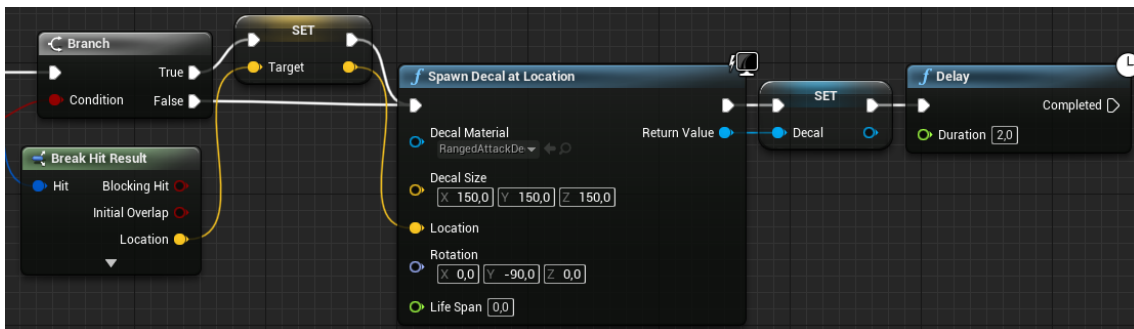 Branch
True
Condition
False
SET
Target
Break Hit Result
Hit
Blocking Hit
Initial Overlap
Location
f Spawn Decal at Location
Decal Material
RangedAttackDe
Return Value
Decal Size
X 150,0 Y 150,0 Z 150,0
Location
Rotation
X 0,0 Y -90,0 Z 0,0
Life Span 0,0
SET
Decal
f Delay
Completed
Duration 2,0